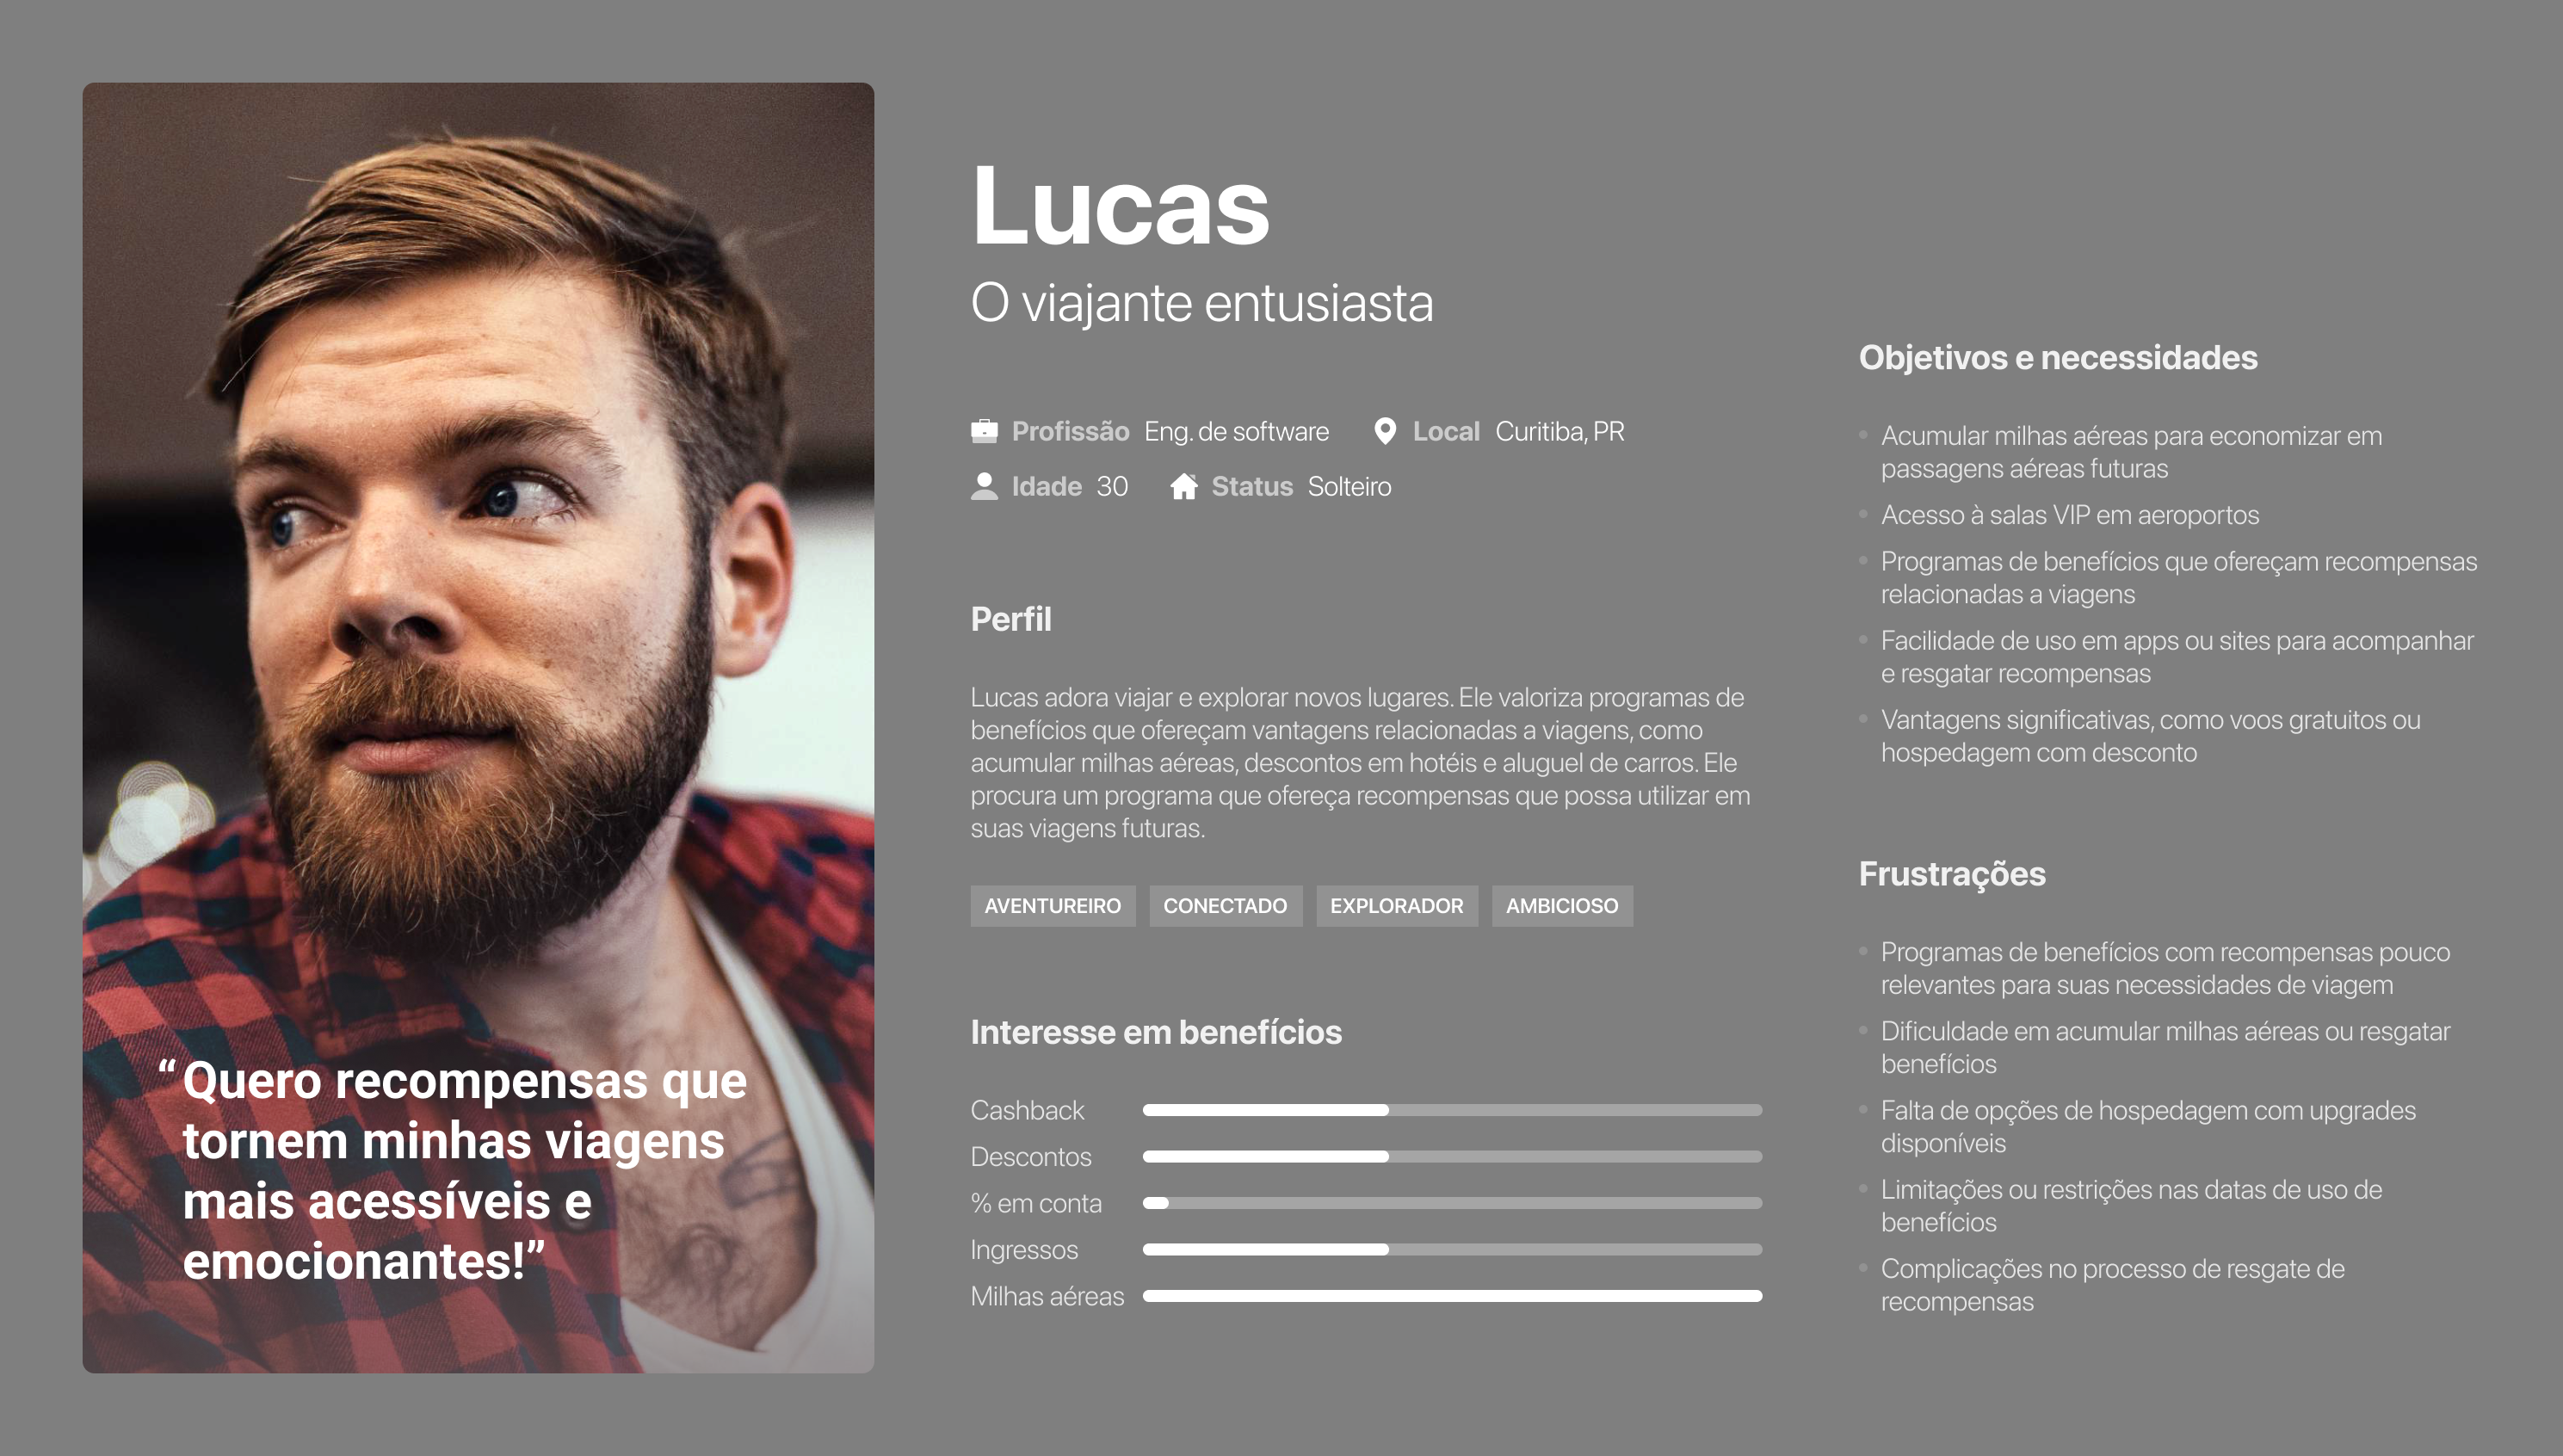 “Quero recompensas que
tornem minhas viagens
mais acessíveis e
emocionantes!”
Lucas
O viajante entusiasta
Profissão Eng. de software Local Curitiba, PR
Idade 30 Status Solteiro
Perfil
Lucas adora viajar e explorar novos lugares. Ele valoriza programas de
benefícios que ofereçam vantagens relacionadas a viagens, como
acumular milhas aéreas, descontos em hotéis e aluguel de carros. Ele
procura um programa que ofereça recompensas que possa utilizar em
suas viagens futuras.
AVENTUREIRO CONECTADO EXPLORADOR AMBICIOSO
Interesse em benefícios
Cashback
Descontos
% em conta
Ingressos
Milhas aéreas
Objetivos e necessidades
Acumular milhas aéreas para economizar em
passagens aéreas futuras
Acesso à salas VIP em aeroportos
Programas de benefícios que ofereçam recompensas
relacionadas a viagens
Facilidade de uso em apps ou sites para acompanhar
e resgatar recompensas
Vantagens significativas, como voos gratuitos ou
hospedagem com desconto
Frustrações
Programas de benefícios com recompensas pouco
relevantes para suas necessidades de viagem
Dificuldade em acumular milhas aéreas ou resgatar
benefícios
Falta de opções de hospedagem com upgrades
disponíveis
Limitações ou restrições nas datas de uso de
benefícios
Complicações no processo de resgate de
recompensas